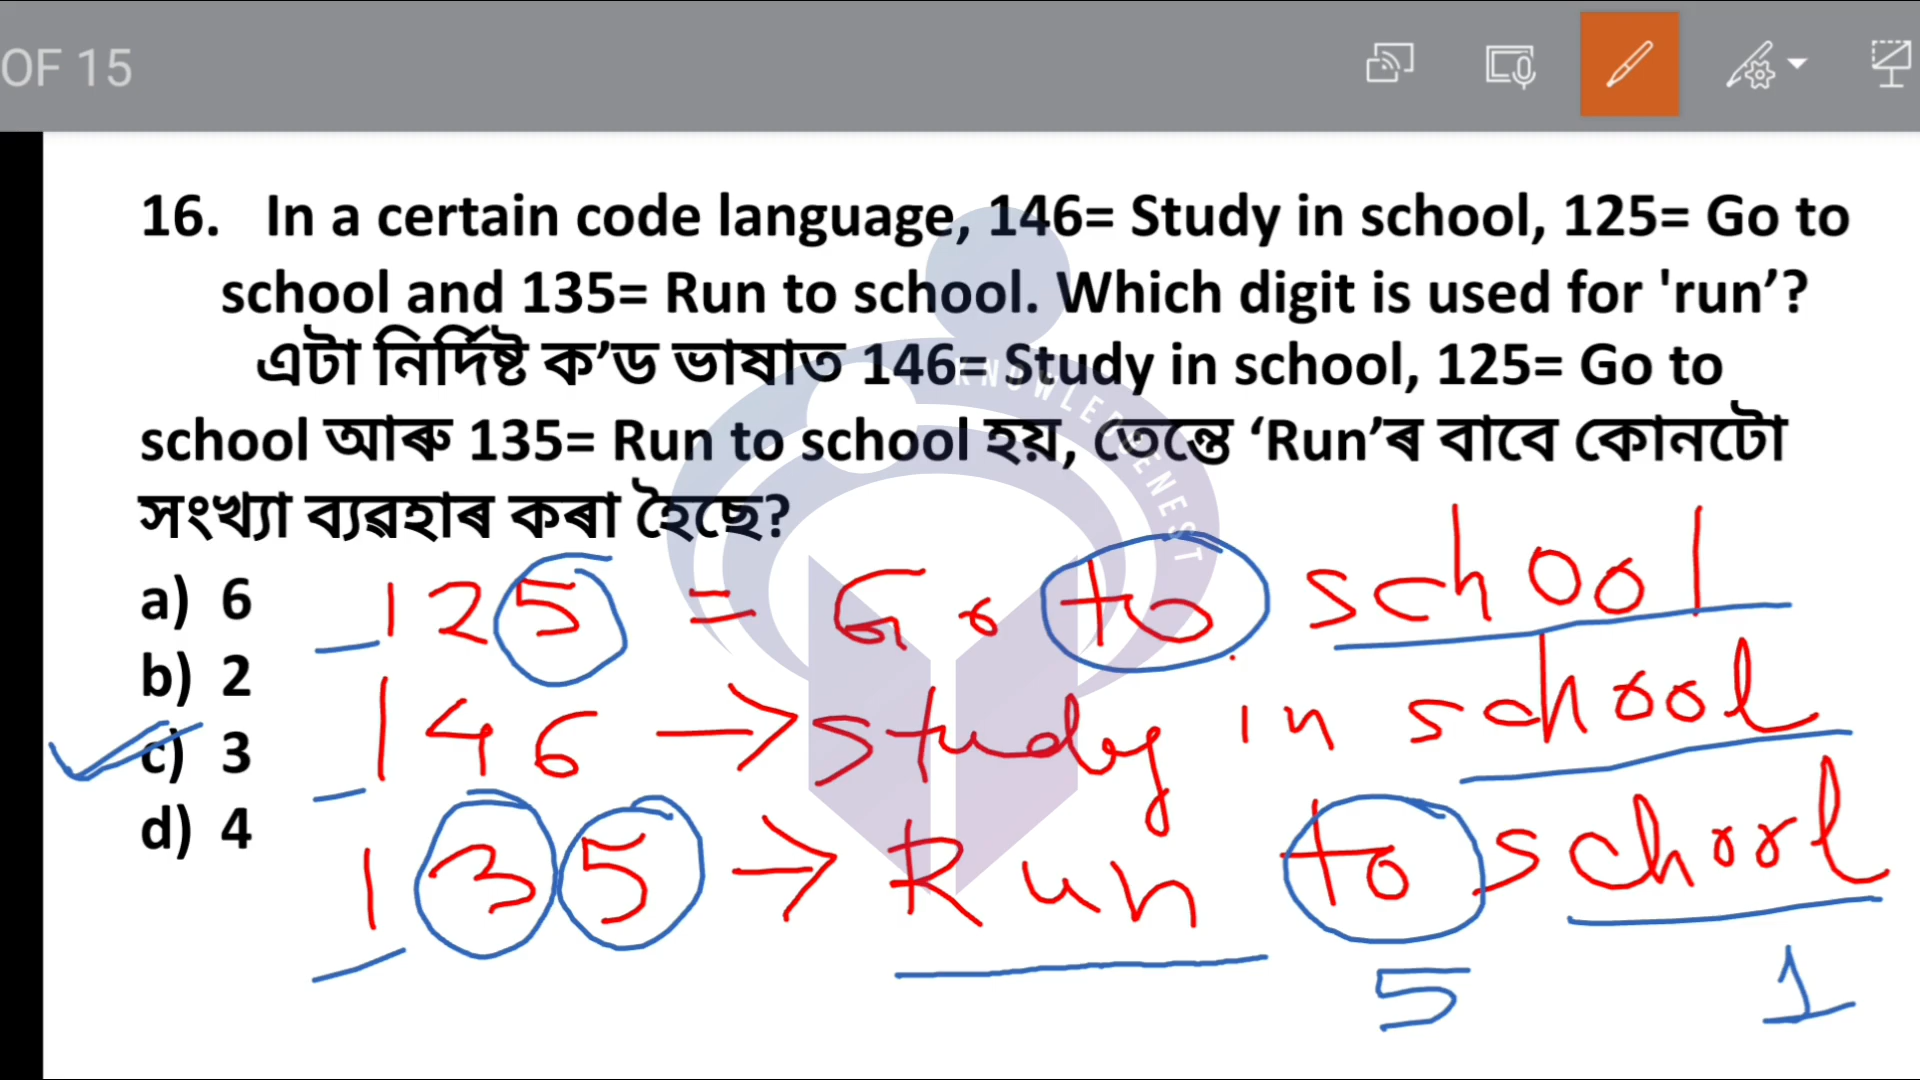 OF 15
16. In a certain code language, 146= Study in school, 125= Go to
school and 135= Run to school. Which digit is used for 'run’?
এটা নিৰ্দিষ্ট ক’ড ভাষাত 146= Study in school, 125= Go to
school আৰু 135= Run to school হয়, তেন্তে ‘Run’ৰ বাবে কোনটো
সংখ্যা ব্যৱহাৰ কৰা হৈছে?
KNOWLEDGENEST
a) 6
b) 2
c) 3
d) 4
125 = Go to school
146 → Study in school
135 → Run to school
5 1